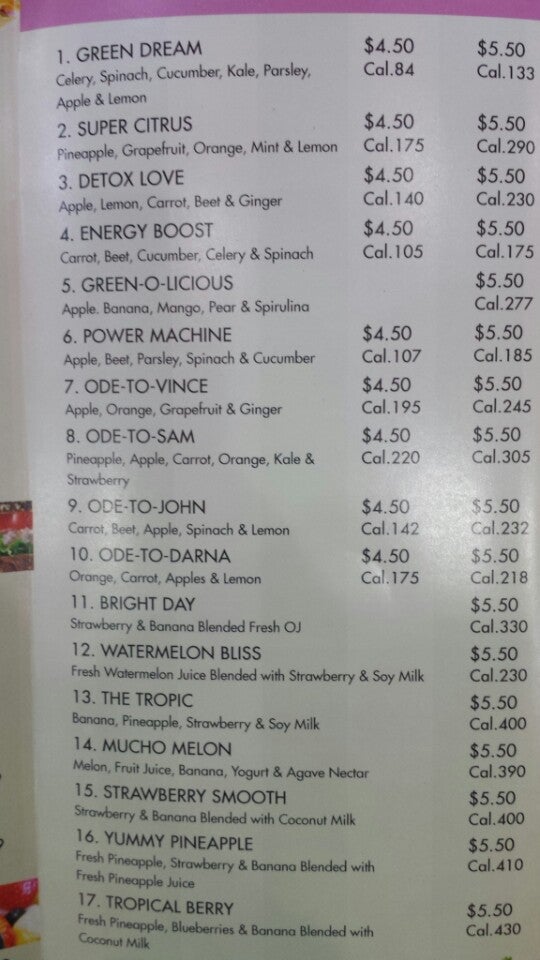 1. GREEN DREAM $4.50 $5.50
Celery, Spinach, Cucumber, Kale, Parsley, Cal.84 Cal.133
Apple & Lemon
2. SUPER CITRUS $4.50 $5.50
Pineapple, Grapefruit, Orange, Mint & Lemon Cal.175 Cal.290
3. DETOX LOVE $4.50 $5.50
Apple, Lemon, Carrot, Beet & Ginger Cal.140 Cal.230
4. ENERGY BOOST $4.50 $5.50
Carrot, Beet, Cucumber, Celery & Spinach Cal.105 Cal.175
5. GREEN-O-LICIOUS $5.50
Apple. Banana, Mango, Pear & Spirulina Cal.277
6. POWER MACHINE $4.50 $5.50
Apple, Beet, Parsley, Spinach & Cucumber Cal.107 Cal.185
7. ODE-TO-VINCE $4.50 $5.50
Apple, Orange, Grapefruit & Ginger Cal.195 Cal.245
8. ODE-TO-SAM $4.50 $5.50
Pineapple, Apple, Carrot, Orange, Kale & Cal.220 Cal.305
Strawberry
9. ODE-TO-JOHN $4.50 $5.50
Carrot, Beet, Apple, Spinach & Lemon Cal.142 Cal.232
10. ODE-TO-DARNA $4.50 $5.50
Orange, Carrot, Apples & Lemon Cal.175 Cal.218
11. BRIGHT DAY $5.50
Strawberry & Banana Blended Fresh OJ Cal.330
12. WATERMELON BLISS $5.50
Fresh Watermelon Juice Blended with Strawberry & Soy Milk Cal.230
13. THE TROPIC $5.50
Banana, Pineapple, Strawberry & Soy Milk Cal.400
14. MUCHO MELON $5.50
Melon, Fruit Juice, Banana, Yogurt & Agave Nectar Cal.390
15. STRAWBERRY SMOOTH $5.50
Strawberry & Banana Blended with Coconut Milk Cal.400
16. YUMMY PINEAPPLE $5.50
Fresh Pineapple, Strawberry & Banana Blended with Cal.410
Fresh Pineapple Juice
17. TROPICAL BERRY $5.50
Fresh Pineapple, Blueberries & Banana Blended with Cal.430
Coconut Milk